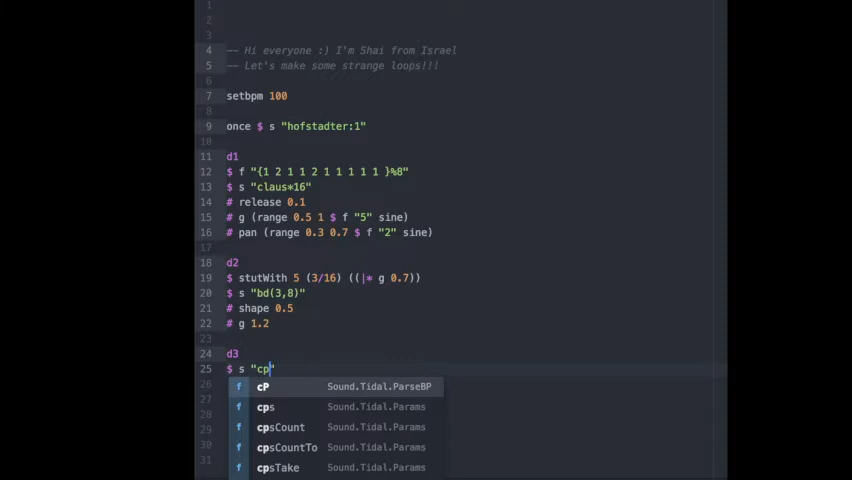 1
2
3
4 -- Hi everyone :) I'm Shai from Israel
5 -- Let's make some strange loops!!!
6
7 setbpm 100
8
9 once $ s "hofstadter:1"
10
11 d1
12 $ f "{1 2 1 1 2 1 1 1 1 1 }%8"
13 $ s "claus*16"
14 # release 0.1
15 # g (range 0.5 1 $ f "5" sine)
16 # pan (range 0.3 0.7 $ f "2" sine)
17
18 d2
19 $ stutWith 5 (3/16) ((|* g 0.7))
20 $ s "bd(3,8)"
21 # shape 0.5
22 # g 1.2
23
24 d3
25 $ s "cp"
26 f cP Sound.Tidal.ParseBP
27 f cps Sound.Tidal.Params
28 f cpsCount Sound.Tidal.Params
29
30 f cpsCountTo Sound.Tidal.Params
31 f cpsTake Sound.Tidal.Params